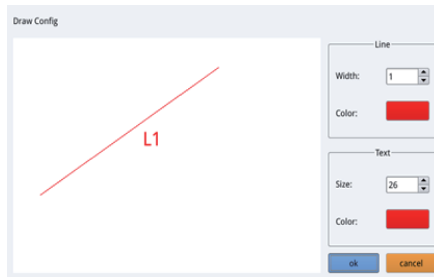 Draw Config
Line
Width:
1
Color:
L1
Text
Size:
26
Color:
ok
cancel